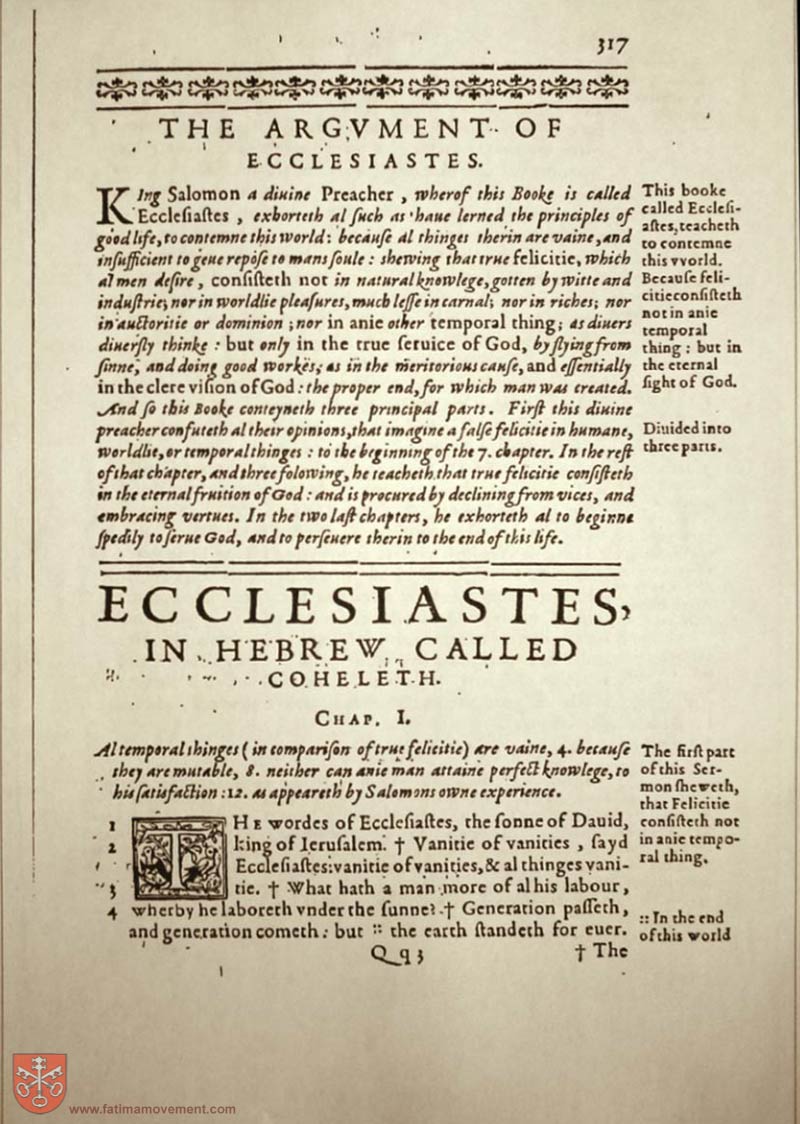 317
THE ARGVMENT OF
ECCLESIASTES.
KIng Salomon a diuine Preacher, wherof this Booke is called
Ecclesiastes, exhorteth al such as haue lerned the principles of
good life, to contemne this world: because al thinges therin are vaine, and
insufficient to geue repose to mans soule: shewing that true felicitie, which
al men desire, consisteth not in natural knowlege, gotten by witte and
industrie; nor in worldlie pleasures, much lesse in carnal; nor in riches; nor
in auctoritie or dominion; nor in anie other temporal thing; as diuers
diuersly thinke: but only in the true seruice of God, by flying from
sinne, and doing good workes; as in the meritorious cause, and essentially
in the clere vision of God: the proper end, for which man was created.
And so this Booke conteyneth three principal parts. First this diuine
preacher confuteth al their opinions, that imagine a false felicitie in humane,
worldlie, or temporal thinges: to the beginning of the 7. chapter. In the rest
of that chapter, and three folowing, he teacheth that true felicitie consisteth
in the eternal fruition of God: and is procured by declining from vices, and
embracing vertues. In the two last chapters, he exhorteth al to beginne
spedily to serue God, and to perseuere therin to the end of this life.
This booke
called Ecclesi-
astes, teacheth
to contemne
this vvorld.
Because feli-
citie consisteth
not in anie
temporal
thing: but in
the eternal
sight of God.
Diuided into
three parts.
ECCLESIASTES,
IN HEBREW CALLED
COHELETH.
CHAP. I.
Al temporal thinges (in comparison of true felicitie) are vaine, 4. because
they are mutable, 8. neither can anie man attaine perfect knowlege, to
his satisfaction: 12. as appeareth by Salomons owne experience.
The first part
of this Ser-
mon sheweth,
that Felicitie
consisteth not
in anie tempo-
ral thing.
1 THE wordes of Ecclesiastes, the sonne of Dauid,
2 king of Ierusalem. † Vanitie of vanities, sayd
Ecclesiastes: vanitie of vanities, & al thinges vani-
3 tie. † What hath a man more of al his labour,
4 wherby he laboreth vnder the sunne? † Generation passeth,
and generation cometh: but :: the earth standeth for euer.
:: In the end
of this world
Qq 3
† The
www.fatimamovement.com